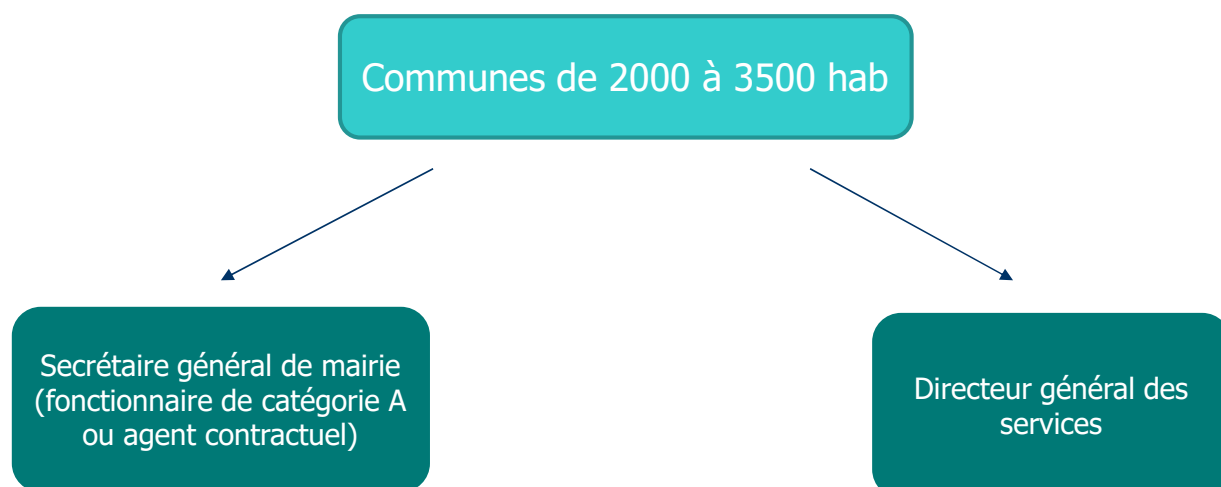 Communes de 2000 à 3500 hab
Secrétaire général de mairie
(fonctionnaire de catégorie A
ou agent contractuel)
Directeur général des
services